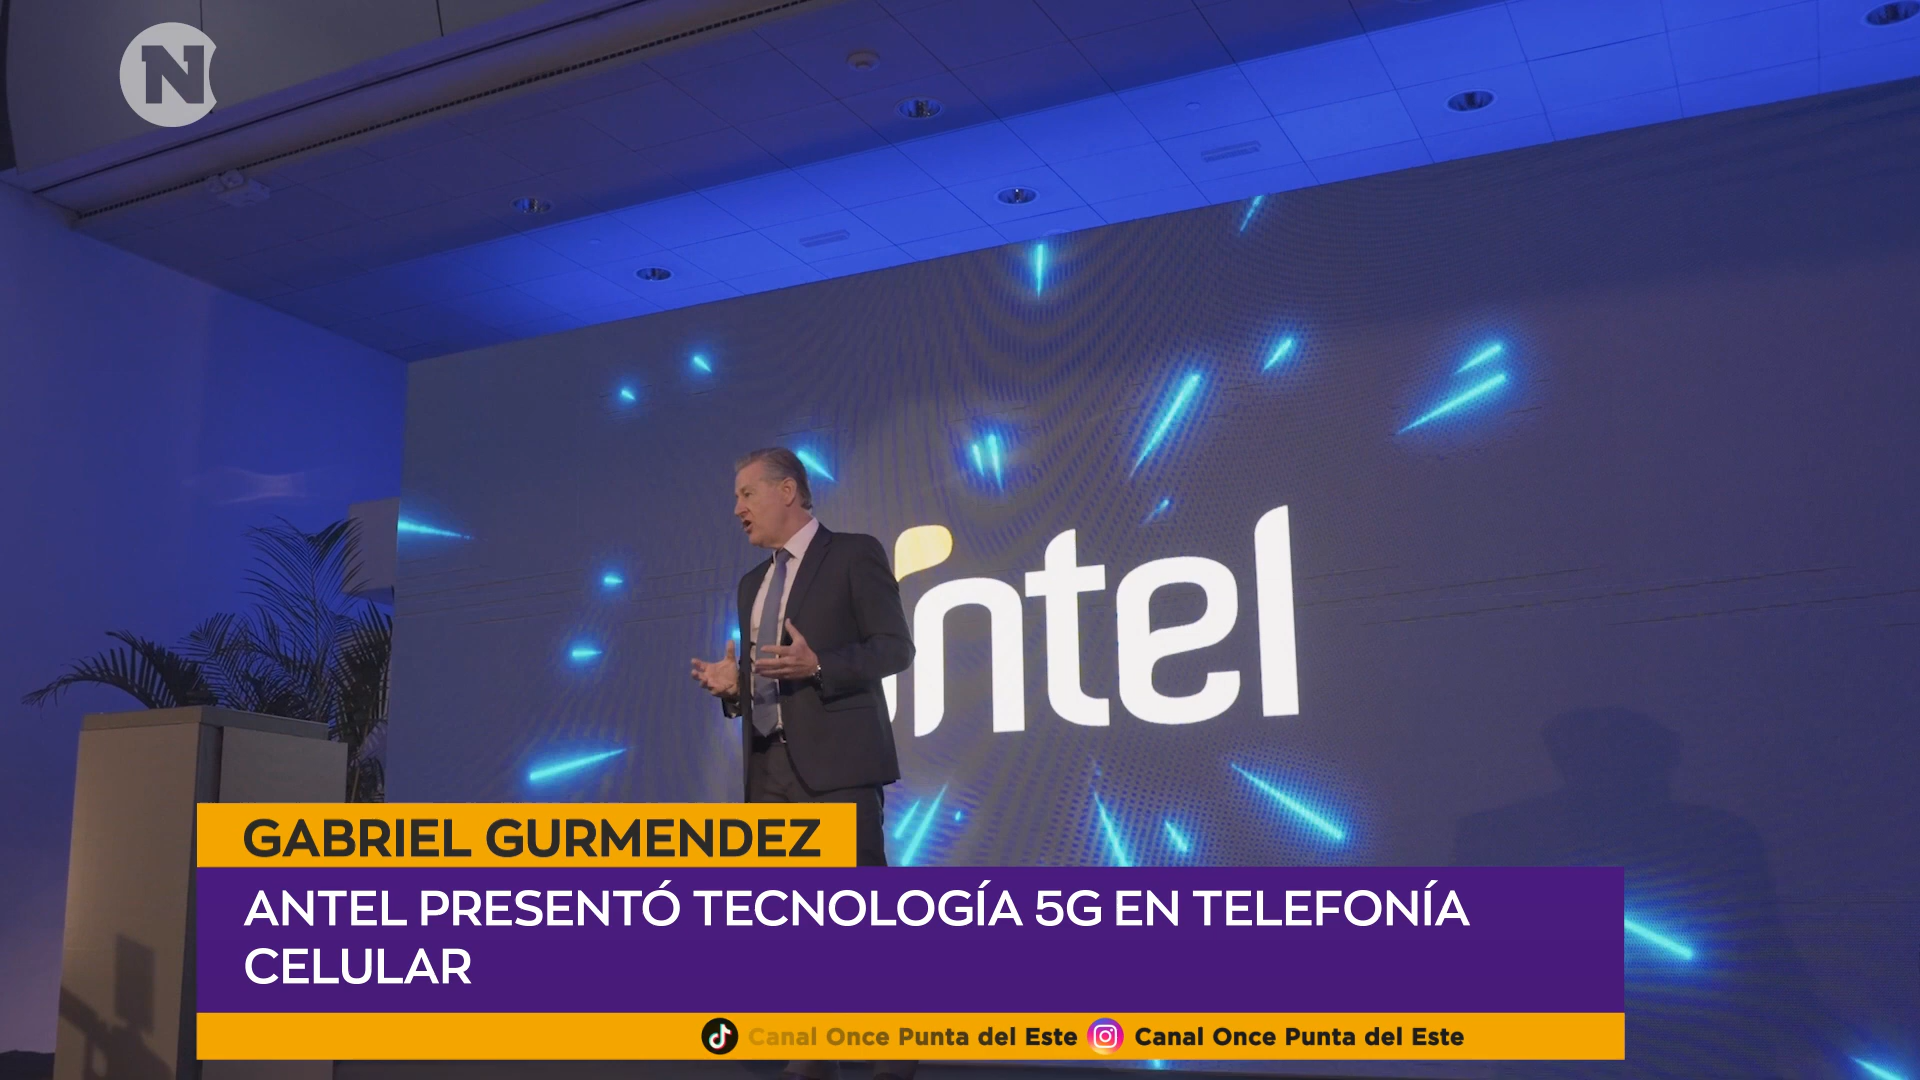 N
antel
GABRIEL GURMENDEZ
ANTEL PRESENTÓ TECNOLOGÍA 5G EN TELEFONÍA
CELULAR
Canal Once Punta del Este Canal Once Punta del Este